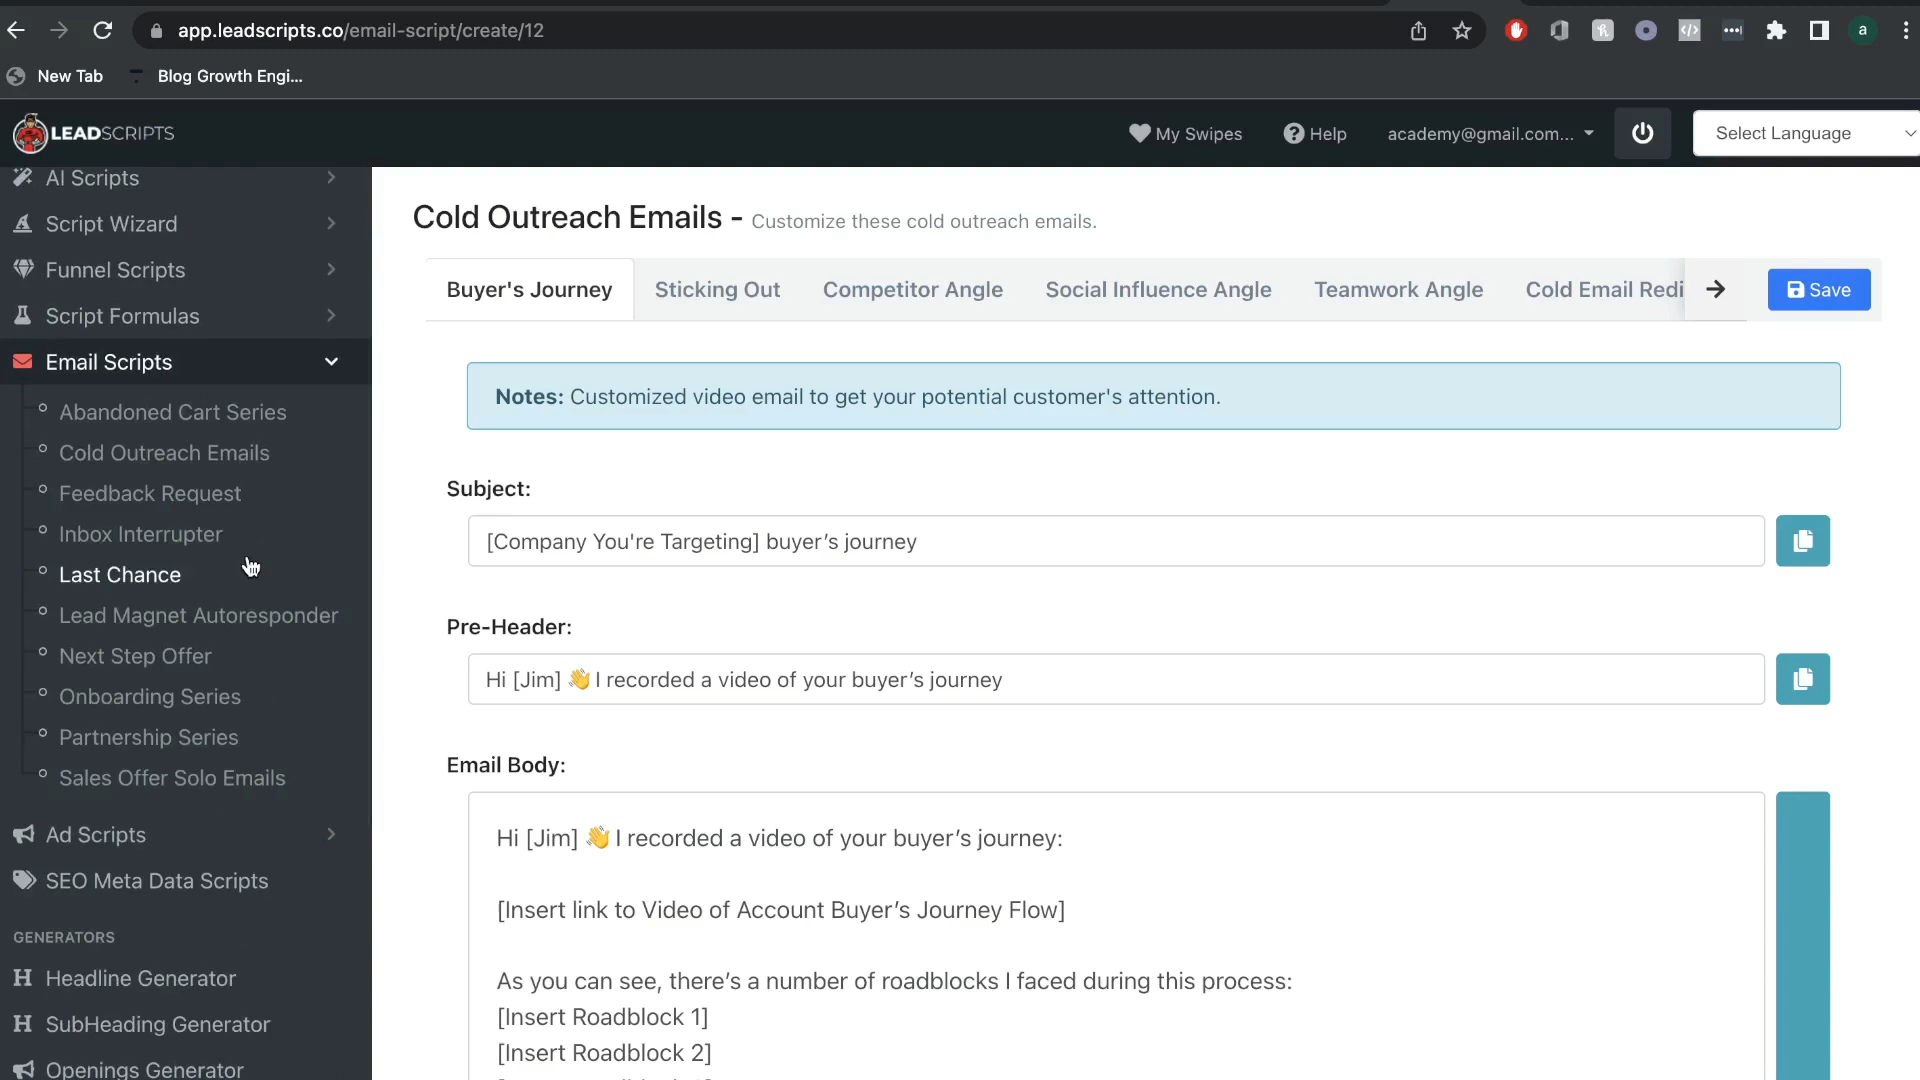 app.leadscripts.co/email-script/create/12
a
New Tab
Blog Growth Engi...
LEADSCRIPTS
My Swipes
Help
academy@gmail.com...
Select Language
AI Scripts
Script Wizard
Funnel Scripts
Script Formulas
Email Scripts
Abandoned Cart Series
Cold Outreach Emails
Feedback Request
Inbox Interrupter
Last Chance
Lead Magnet Autoresponder
Next Step Offer
Onboarding Series
Partnership Series
Sales Offer Solo Emails
Ad Scripts
SEO Meta Data Scripts
GENERATORS
Headline Generator
SubHeading Generator
Openings Generator
Cold Outreach Emails - Customize these cold outreach emails.
Buyer's Journey
Sticking Out
Competitor Angle
Social Influence Angle
Teamwork Angle
Cold Email Redi
Save
Notes: Customized video email to get your potential customer's attention.
Subject:
[Company You're Targeting] buyer’s journey
Pre-Header:
Hi [Jim] 👋 I recorded a video of your buyer’s journey
Email Body:
Hi [Jim] 👋 I recorded a video of your buyer’s journey:
[Insert link to Video of Account Buyer’s Journey Flow]
As you can see, there’s a number of roadblocks I faced during this process:
[Insert Roadblock 1]
[Insert Roadblock 2]